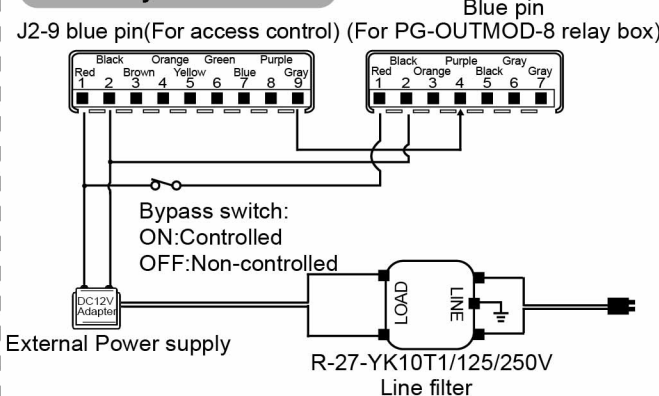 Blue pin
J2-9 blue pin(For access control) (For PG-OUTMOD-8 relay box)
Black Orange Green Purple
Red Brown Yellow Blue Gray
1 2 3 4 5 6 7 8 9
Black Purple Gray
Red Orange Black Gray
1 2 3 4 5 6 7
Bypass switch:
ON:Controlled
OFF:Non-controlled
DC12V
Adapter
External Power supply
LOAD
LINE
R-27-YK10T1/125/250V
Line filter